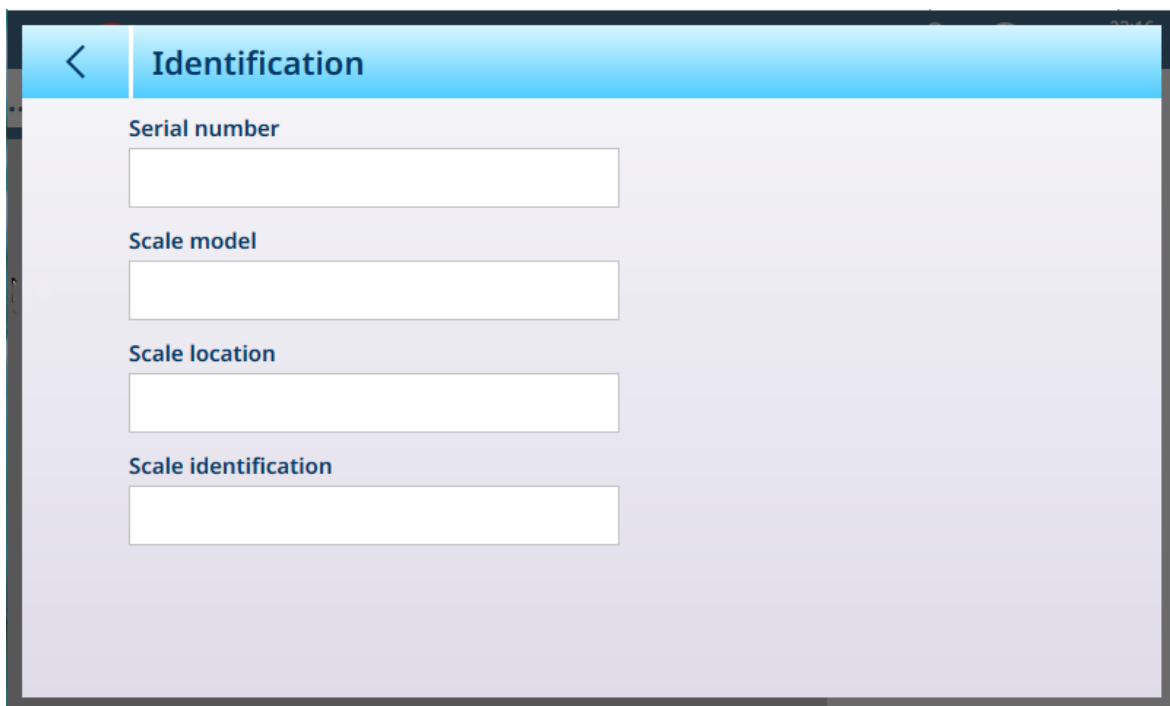 Identification
Serial number
Scale model
Scale location
Scale identification